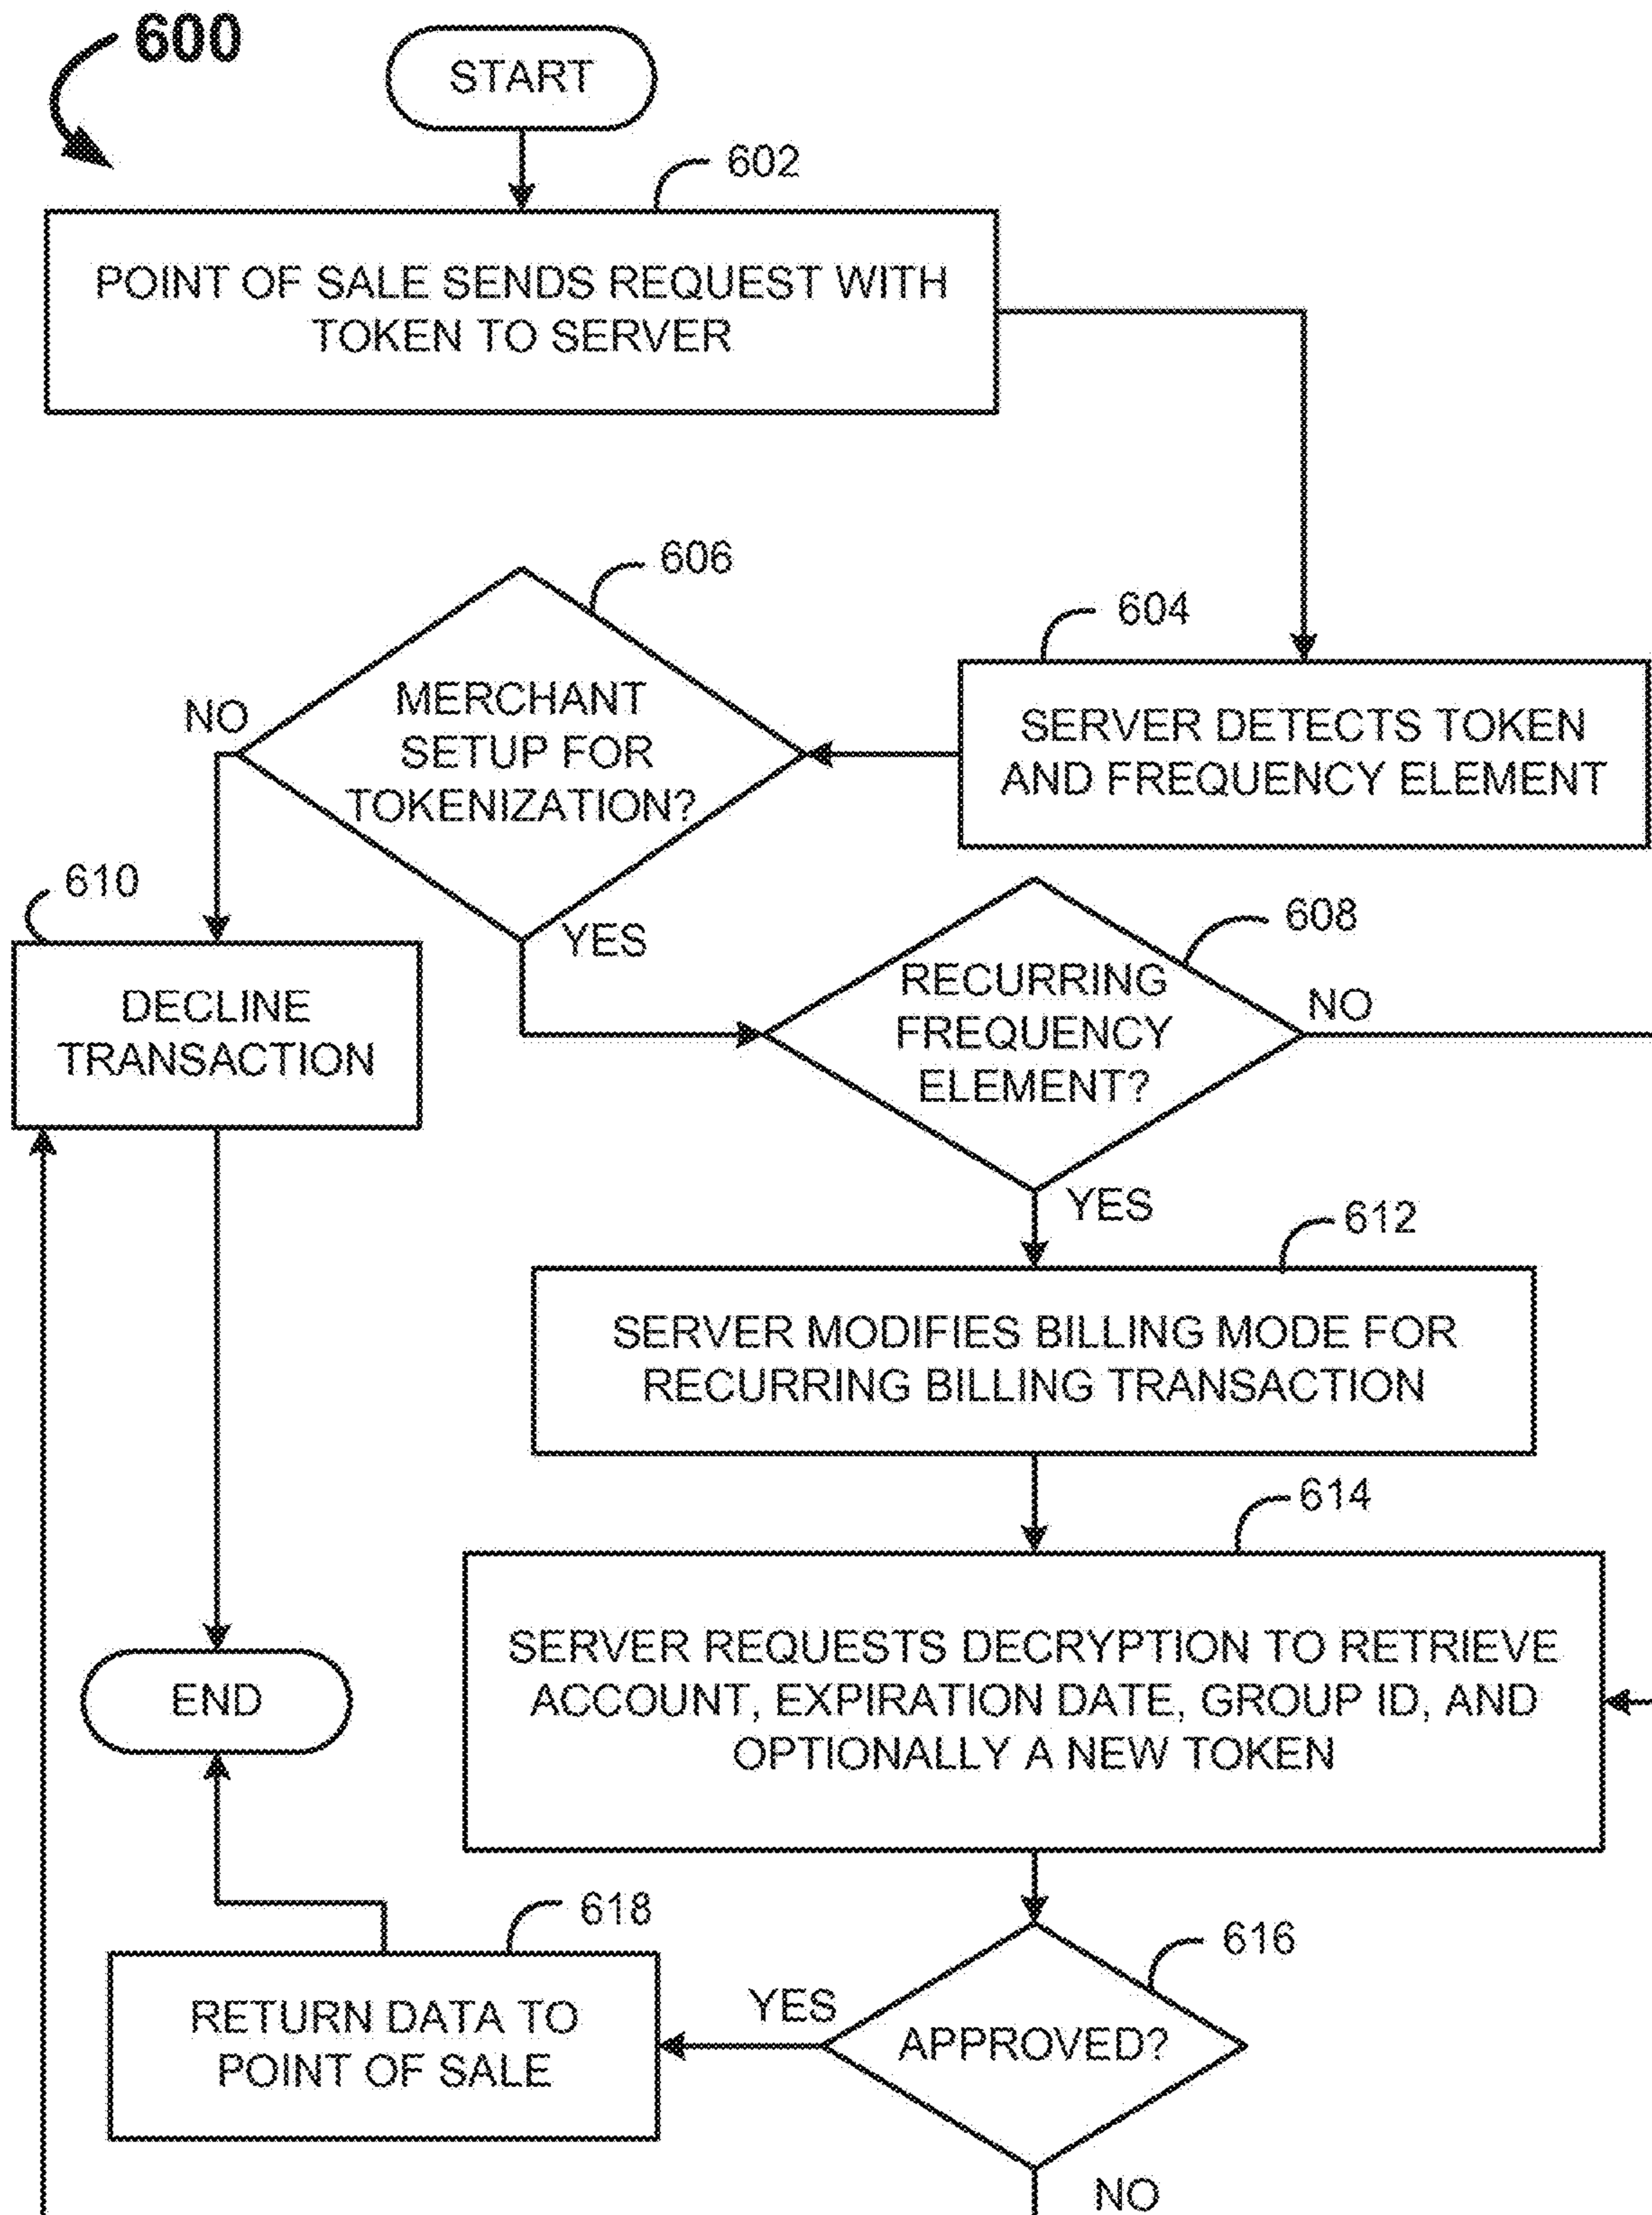 600
START
602
POINT OF SALE SENDS REQUEST WITH
TOKEN TO SERVER
606
604
MERCHANT
SETUP FOR
TOKENIZATION?
NO
SERVER DETECTS TOKEN
AND FREQUENCY ELEMENT
610
YES
608
DECLINE
TRANSACTION
RECURRING
FREQUENCY
ELEMENT?
NO
YES
612
SERVER MODIFIES BILLING MODE FOR
RECURRING BILLING TRANSACTION
614
SERVER REQUESTS DECRYPTION TO RETRIEVE
ACCOUNT, EXPIRATION DATE, GROUP ID, AND
OPTIONALLY A NEW TOKEN
END
618
616
RETURN DATA TO
POINT OF SALE
YES
APPROVED?
NO